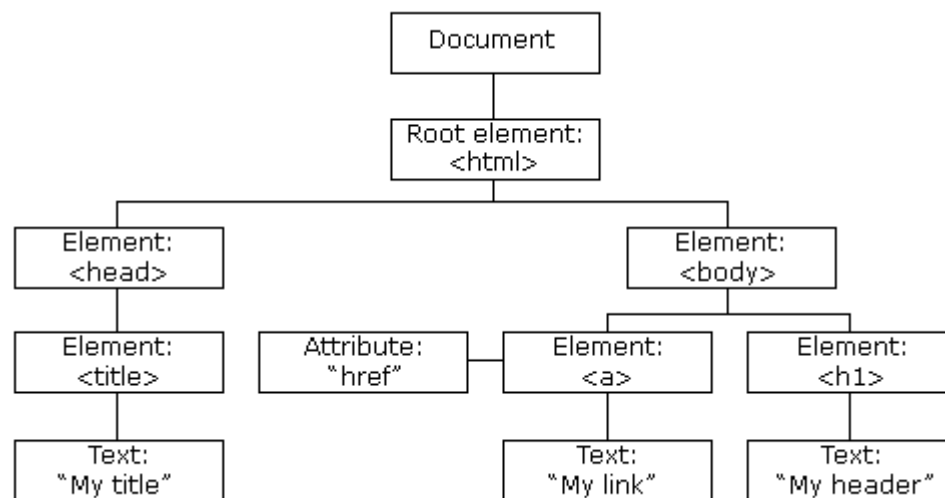 Document
Root element:
<html>
Element:
<head>
Element:
<body>
Element:
<title>
Attribute:
“href”
Element:
<a>
Element:
<h1>
Text:
“My title”
Text:
“My link”
Text:
“My header”